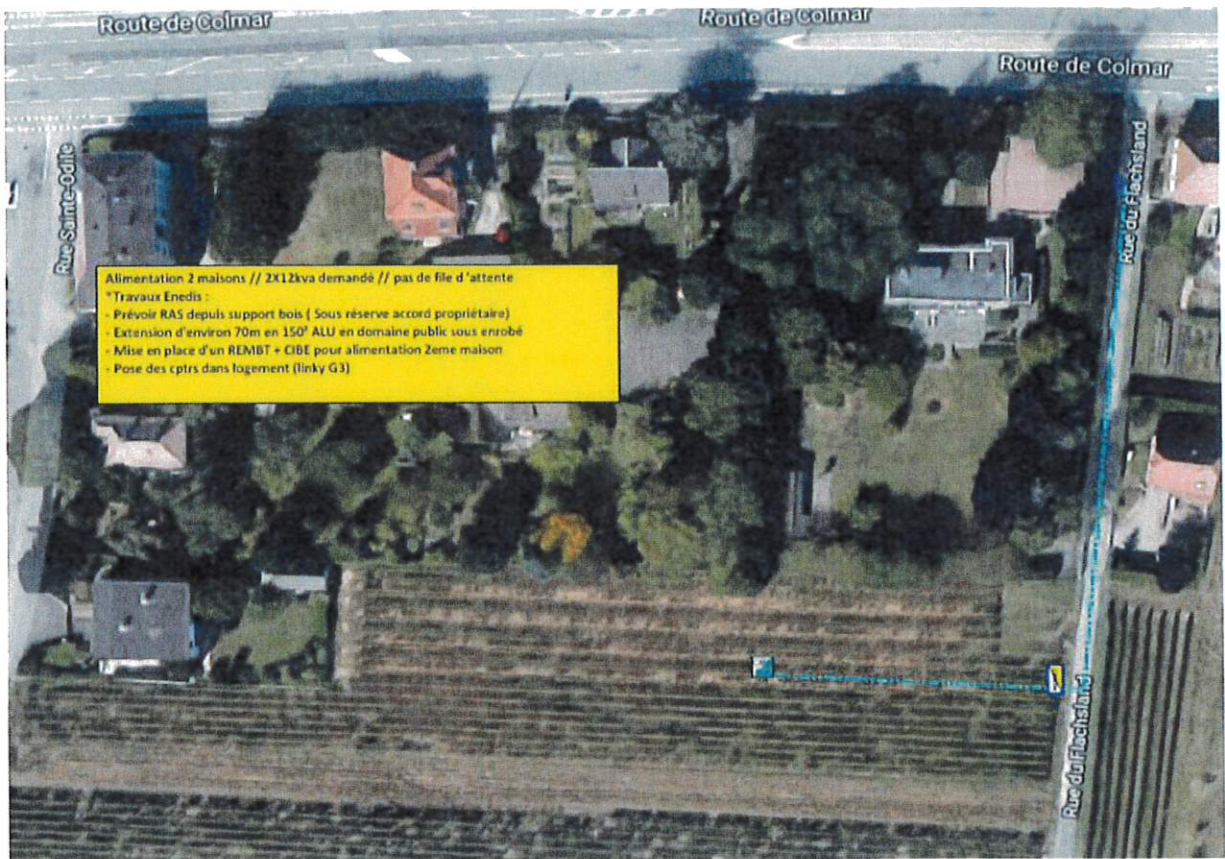 Route de Colmar
Route de Colmar
Route de Colmar
Rue Sainte-Odile
Rue du Flachsland
Alimentation 2 maisons // 2X12kva demandé // pas de file d'attente
*Travaux Enedis :
- Prévoir RAS depuis support bois ( Sous réserve accord propriétaire)
- Extension d'environ 70m en 150² ALU en domaine public sous enrobé
- Mise en place d'un REMBT + CIBE pour alimentation 2eme maison
- Pose des cptrs dans logement (linky G3)
Rue du Flachsland